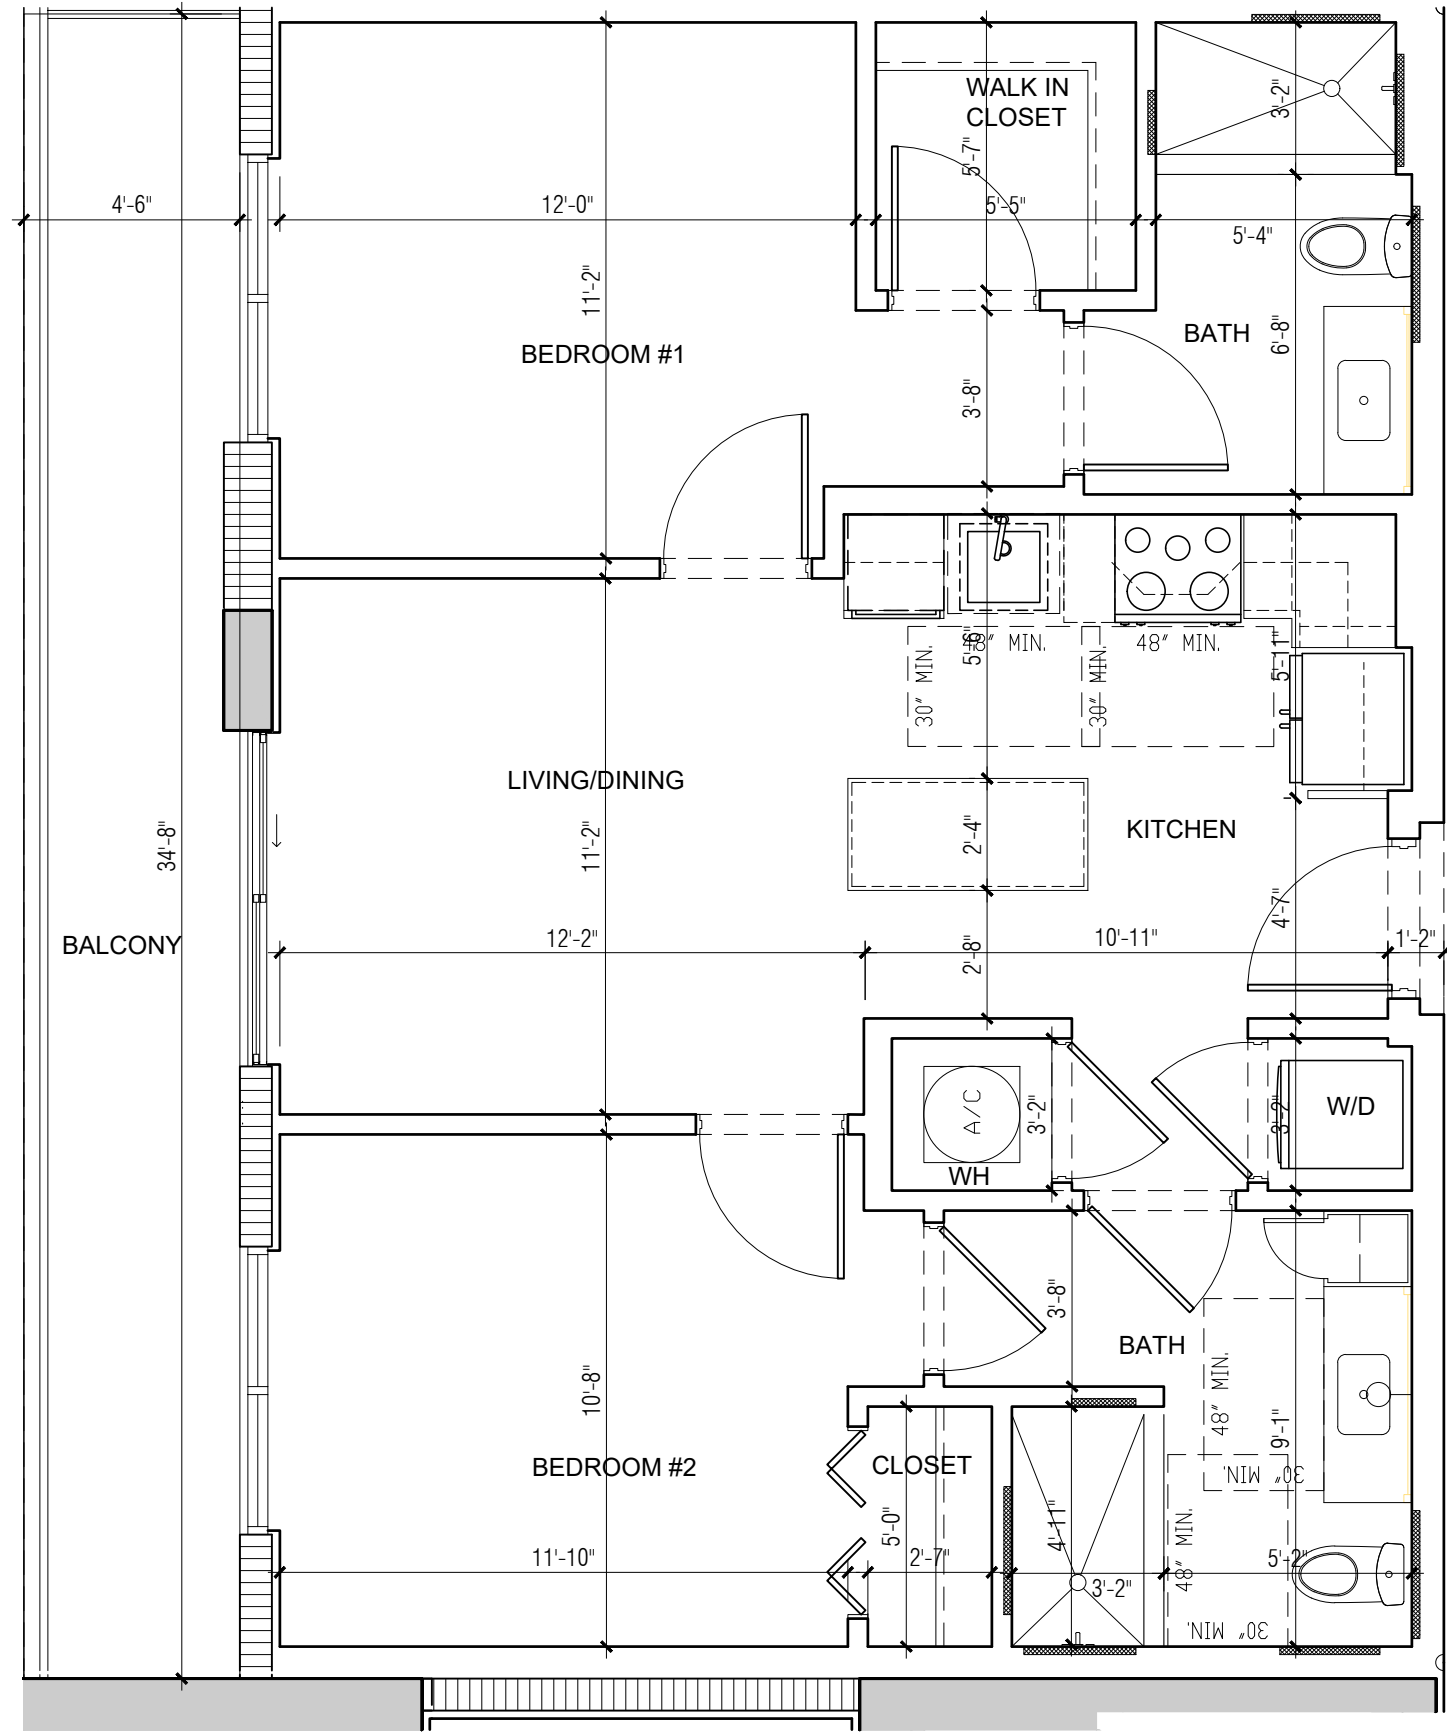 WALK IN
CLOSET
3'-2"
5'-7"
4'-6"
12'-0"
5'-5"
5'-4"
11'-2"
BATH
6'-8"
BEDROOM #1
3'-8"
48" MIN.
48" MIN.
5'-6"
5'-11"
30" MIN.
30" MIN.
LIVING/DINING
KITCHEN
34'-8"
11'-2"
2'-4"
4'-7"
BALCONY
12'-2"
2'-8"
10'-11"
1'-2"
A/C
3'-2"
3'-2"
W/D
WH
3'-8"
BATH
10'-8"
48" MIN.
9'-1"
BEDROOM #2
CLOSET
30" MIN.
5'-0"
4'-11"
48" MIN.
11'-10"
2'-7"
3'-2"
5'-2"
30" MIN.